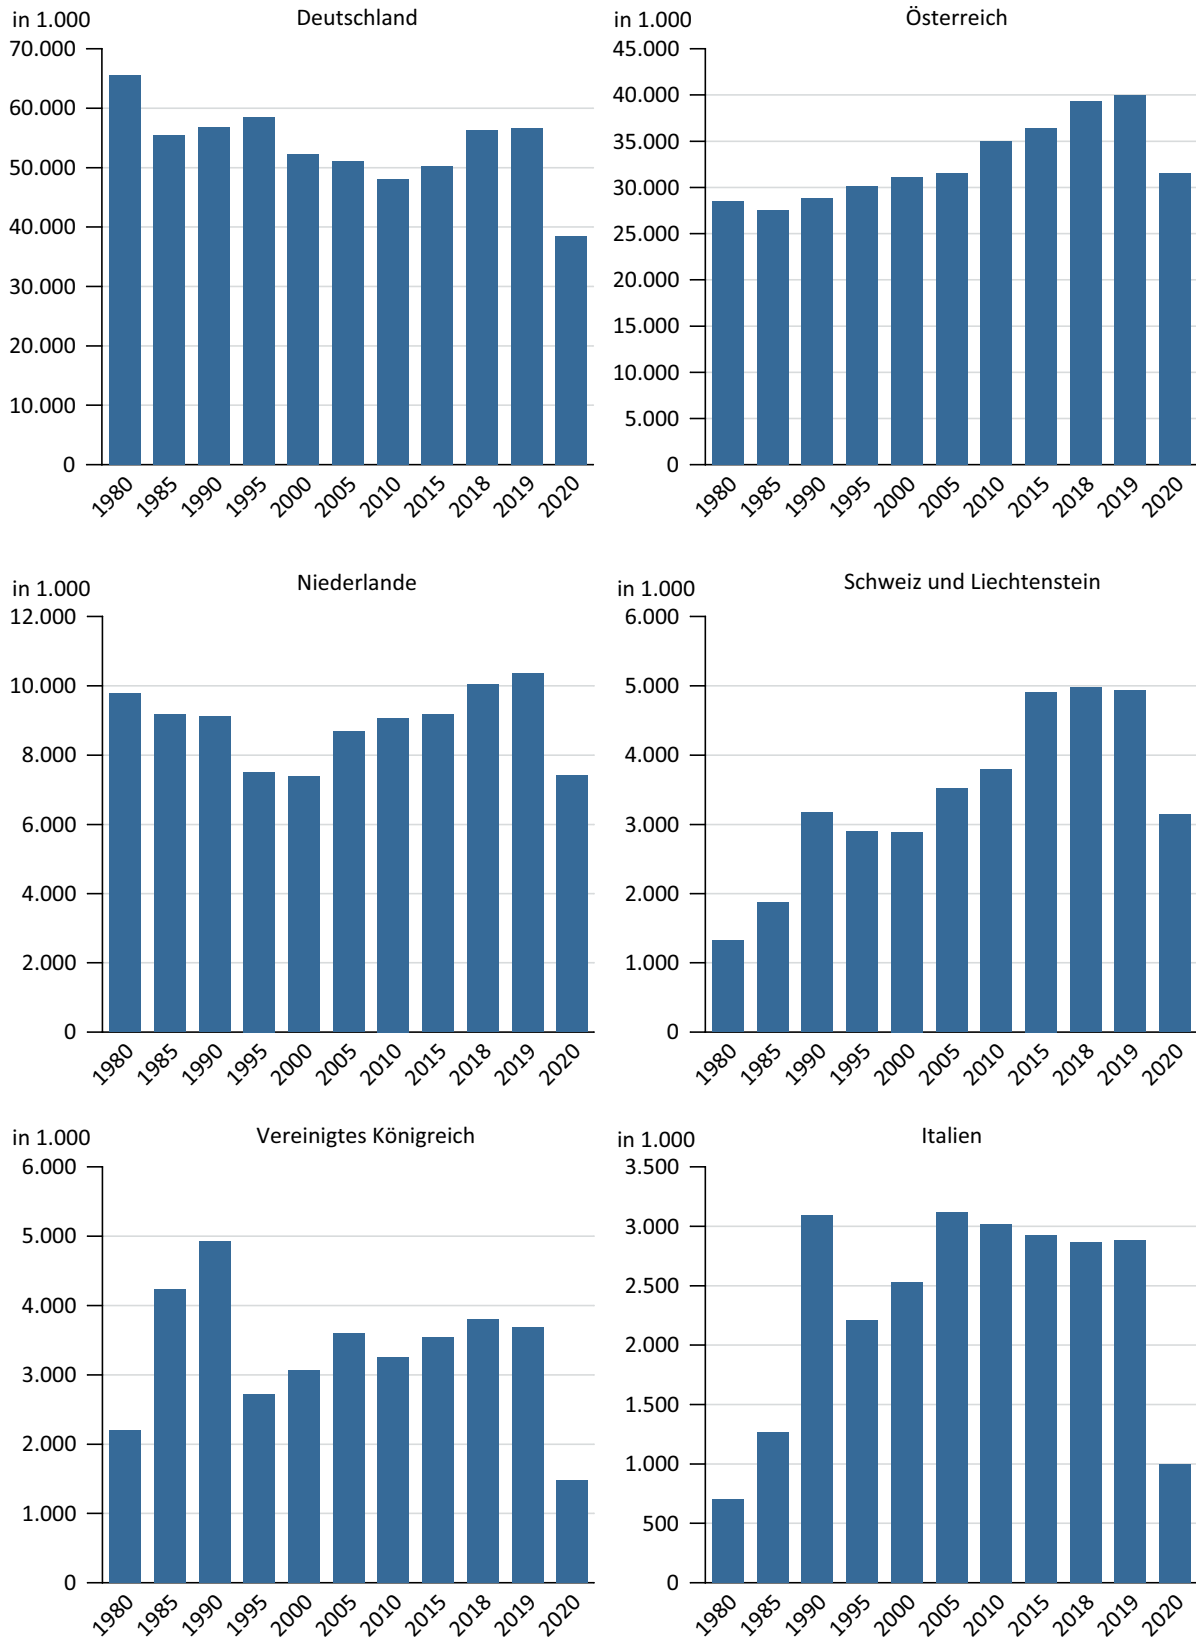 in 1.000
Deutschland
70.000
60.000
50.000
40.000
30.000
20.000
10.000
0
1980 1985 1990 1995 2000 2005 2010 2015 2018 2019 2020
in 1.000
Österreich
45.000
40.000
35.000
30.000
25.000
20.000
15.000
10.000
5.000
0
1980 1985 1990 1995 2000 2005 2010 2015 2018 2019 2020
in 1.000
Niederlande
12.000
10.000
8.000
6.000
4.000
2.000
0
1980 1985 1990 1995 2000 2005 2010 2015 2018 2019 2020
in 1.000
Schweiz und Liechtenstein
6.000
5.000
4.000
3.000
2.000
1.000
0
1980 1985 1990 1995 2000 2005 2010 2015 2018 2019 2020
in 1.000
Vereinigtes Königreich
6.000
5.000
4.000
3.000
2.000
1.000
0
1980 1985 1990 1995 2000 2005 2010 2015 2018 2019 2020
in 1.000
Italien
3.500
3.000
2.500
2.000
1.500
1.000
500
0
1980 1985 1990 1995 2000 2005 2010 2015 2018 2019 2020